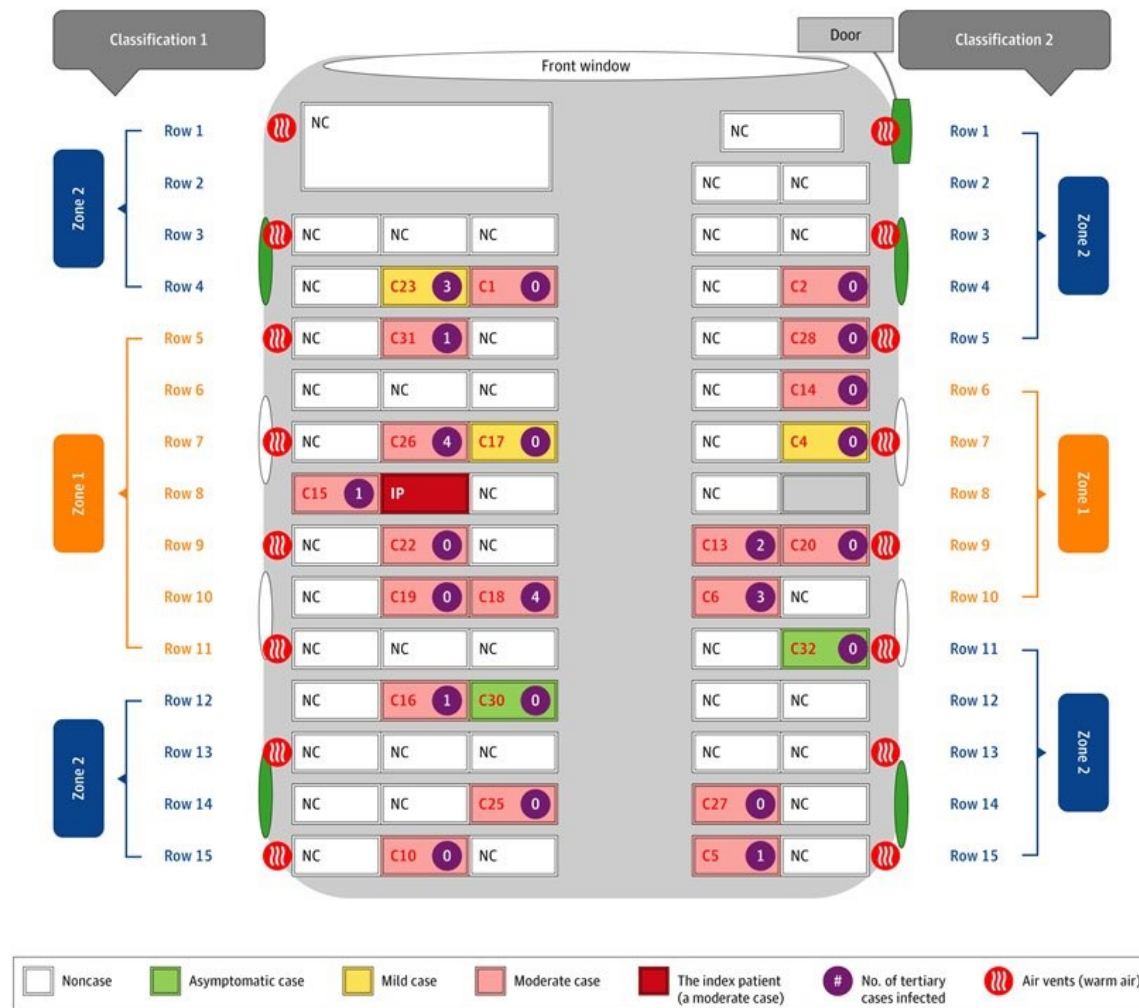 Classification 1
Door
Classification 2
Front window
Row 1 NC NC Row 1
Row 2 NC NC Row 2
Zone 2
Zone 2
Row 3 NC NC NC NC NC Row 3
Row 4 NC C23 3 C1 0 C2 0 Row 4
Row 5 NC C31 1 NC NC C28 0 Row 5
Row 6 NC NC NC NC C14 0 Row 6
Row 7 NC C26 4 C17 0 NC C4 0 Row 7
Zone 1
Zone 1
Row 8 C15 1 IP NC NC Row 8
Row 9 NC C22 0 NC C13 2 C20 0 Row 9
Row 10 NC C19 0 C18 4 C6 3 NC Row 10
Row 11 NC NC NC NC C32 0 Row 11
Row 12 NC C16 1 C30 0 NC NC Row 12
Zone 2
Zone 2
Row 13 NC NC NC NC NC Row 13
Row 14 NC NC C25 0 C27 0 NC Row 14
Row 15 NC C10 0 NC C5 1 NC Row 15
Noncase
Asymptomatic case
Mild case
Moderate case
The index patient
(a moderate case)
# No. of tertiary
cases infected
Air vents (warm air)